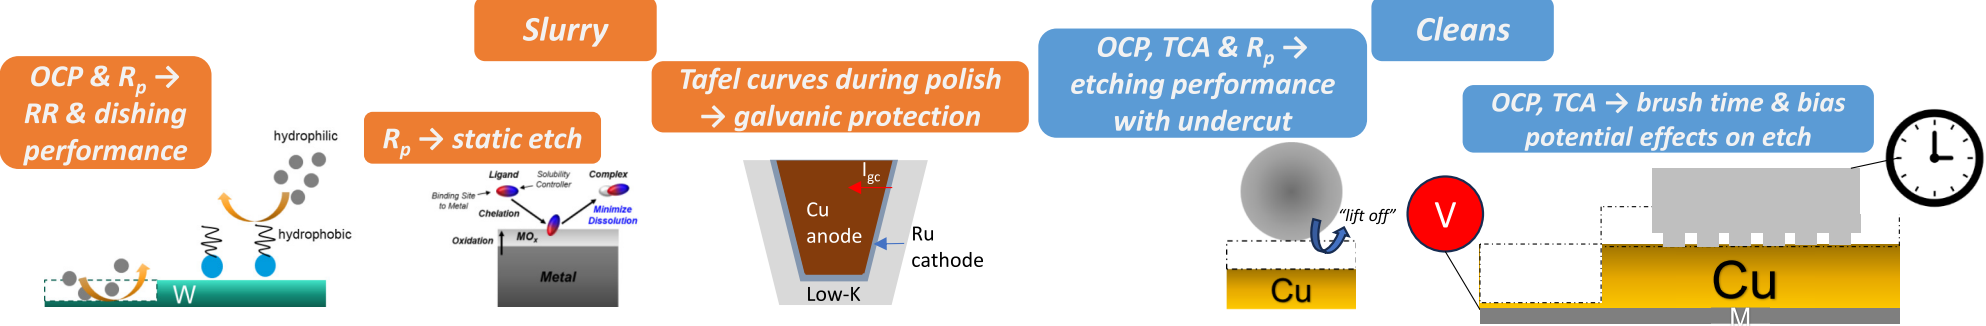 Slurry
Cleans
OCP & Rp →
RR & dishing
performance
hydrophilic
hydrophobic
W
Rp → static etch
Ligand
Solubility
Controller
Complex
Binding Site
to Metal
Chelation
Minimize
Dissolution
Oxidation
MOx
Metal
Tafel curves during polish
→ galvanic protection
Igc
Cu
anode
Ru
cathode
Low-K
OCP, TCA & Rp →
etching performance
with undercut
“lift off”
Cu
OCP, TCA → brush time & bias
potential effects on etch
V
Cu
M